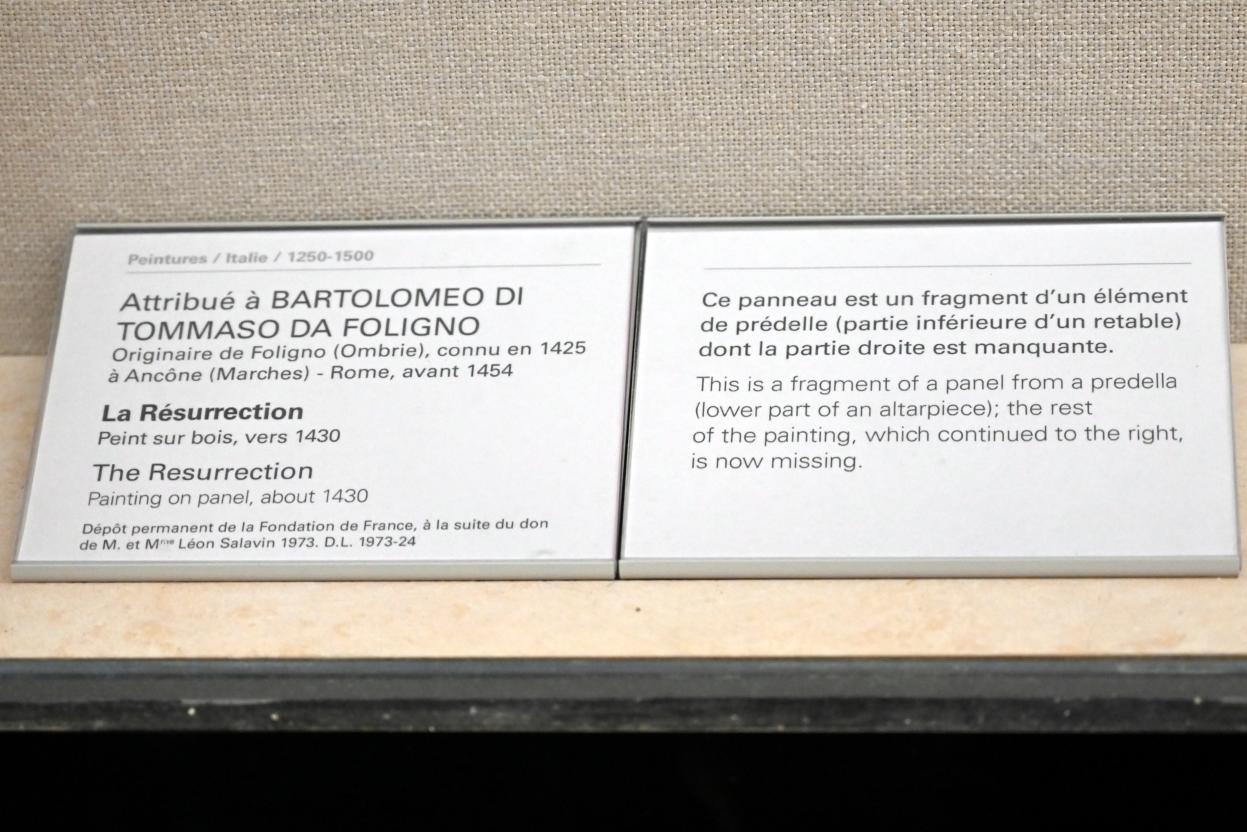 Peintures / Italie / 1250-1500
Attribué à BARTOLOMEO DI
TOMMASO DA FOLIGNO
Originaire de Foligno (Ombrie), connu en 1425
à Ancône (Marches) - Rome, avant 1454
La Résurrection
Peint sur bois, vers 1430
The Resurrection
Painting on panel, about 1430
Dépôt permanent de la Fondation de France, à la suite du don
de M. et Mme Léon Salavin 1973. D.L. 1973-24
Ce panneau est un fragment d'un élément
de prédelle (partie inférieure d'un retable)
dont la partie droite est manquante.
This is a fragment of a panel from a predella
(lower part of an altarpiece); the rest
of the painting, which continued to the right,
is now missing.